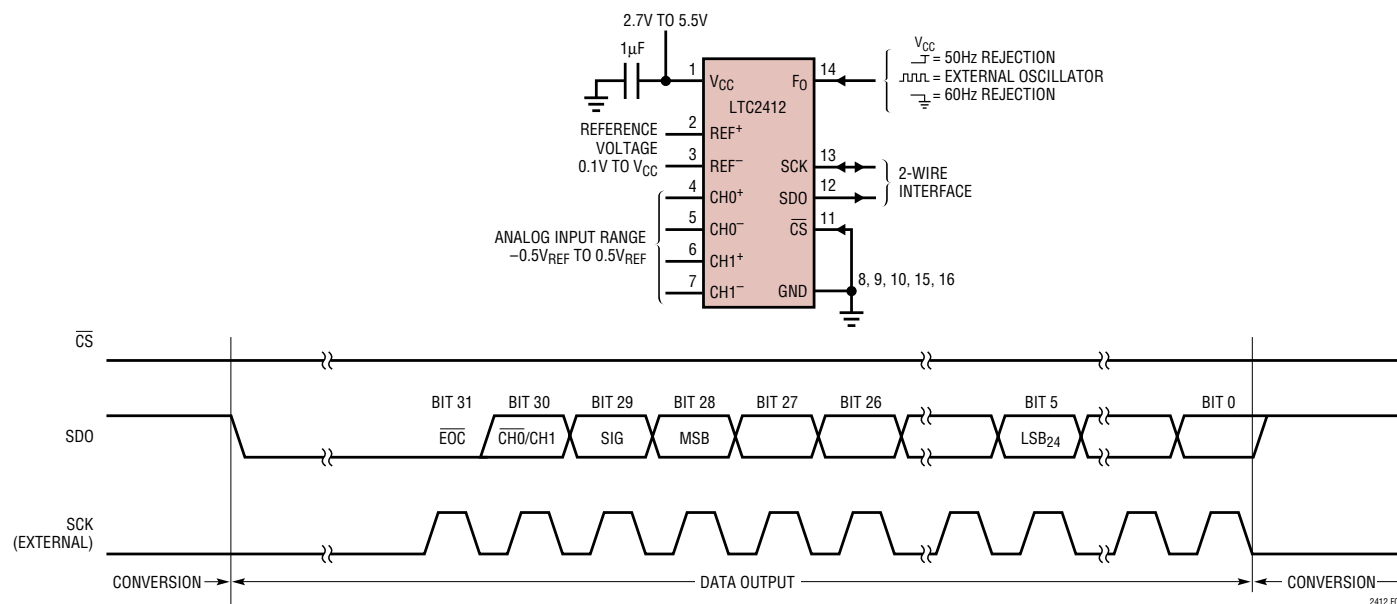 2.7V TO 5.5V
1µF
1
VCC
LTC2412
FO
14
VCC
= 50Hz REJECTION
= EXTERNAL OSCILLATOR
= 60Hz REJECTION
REFERENCE
VOLTAGE
0.1V TO VCC
2
REF+
3
REF−
SCK
13
2-WIRE
INTERFACE
ANALOG INPUT RANGE
−0.5VREF TO 0.5VREF
4
CH0+
SDO
12
5
CH0−
CS
11
6
CH1+
7
CH1−
GND
8, 9, 10, 15, 16
CS
SDO
BIT 31
BIT 30
BIT 29
BIT 28
BIT 27
BIT 26
BIT 5
BIT 0
EOC
CH0/CH1
SIG
MSB
LSB24
SCK
(EXTERNAL)
CONVERSION
DATA OUTPUT
CONVERSION